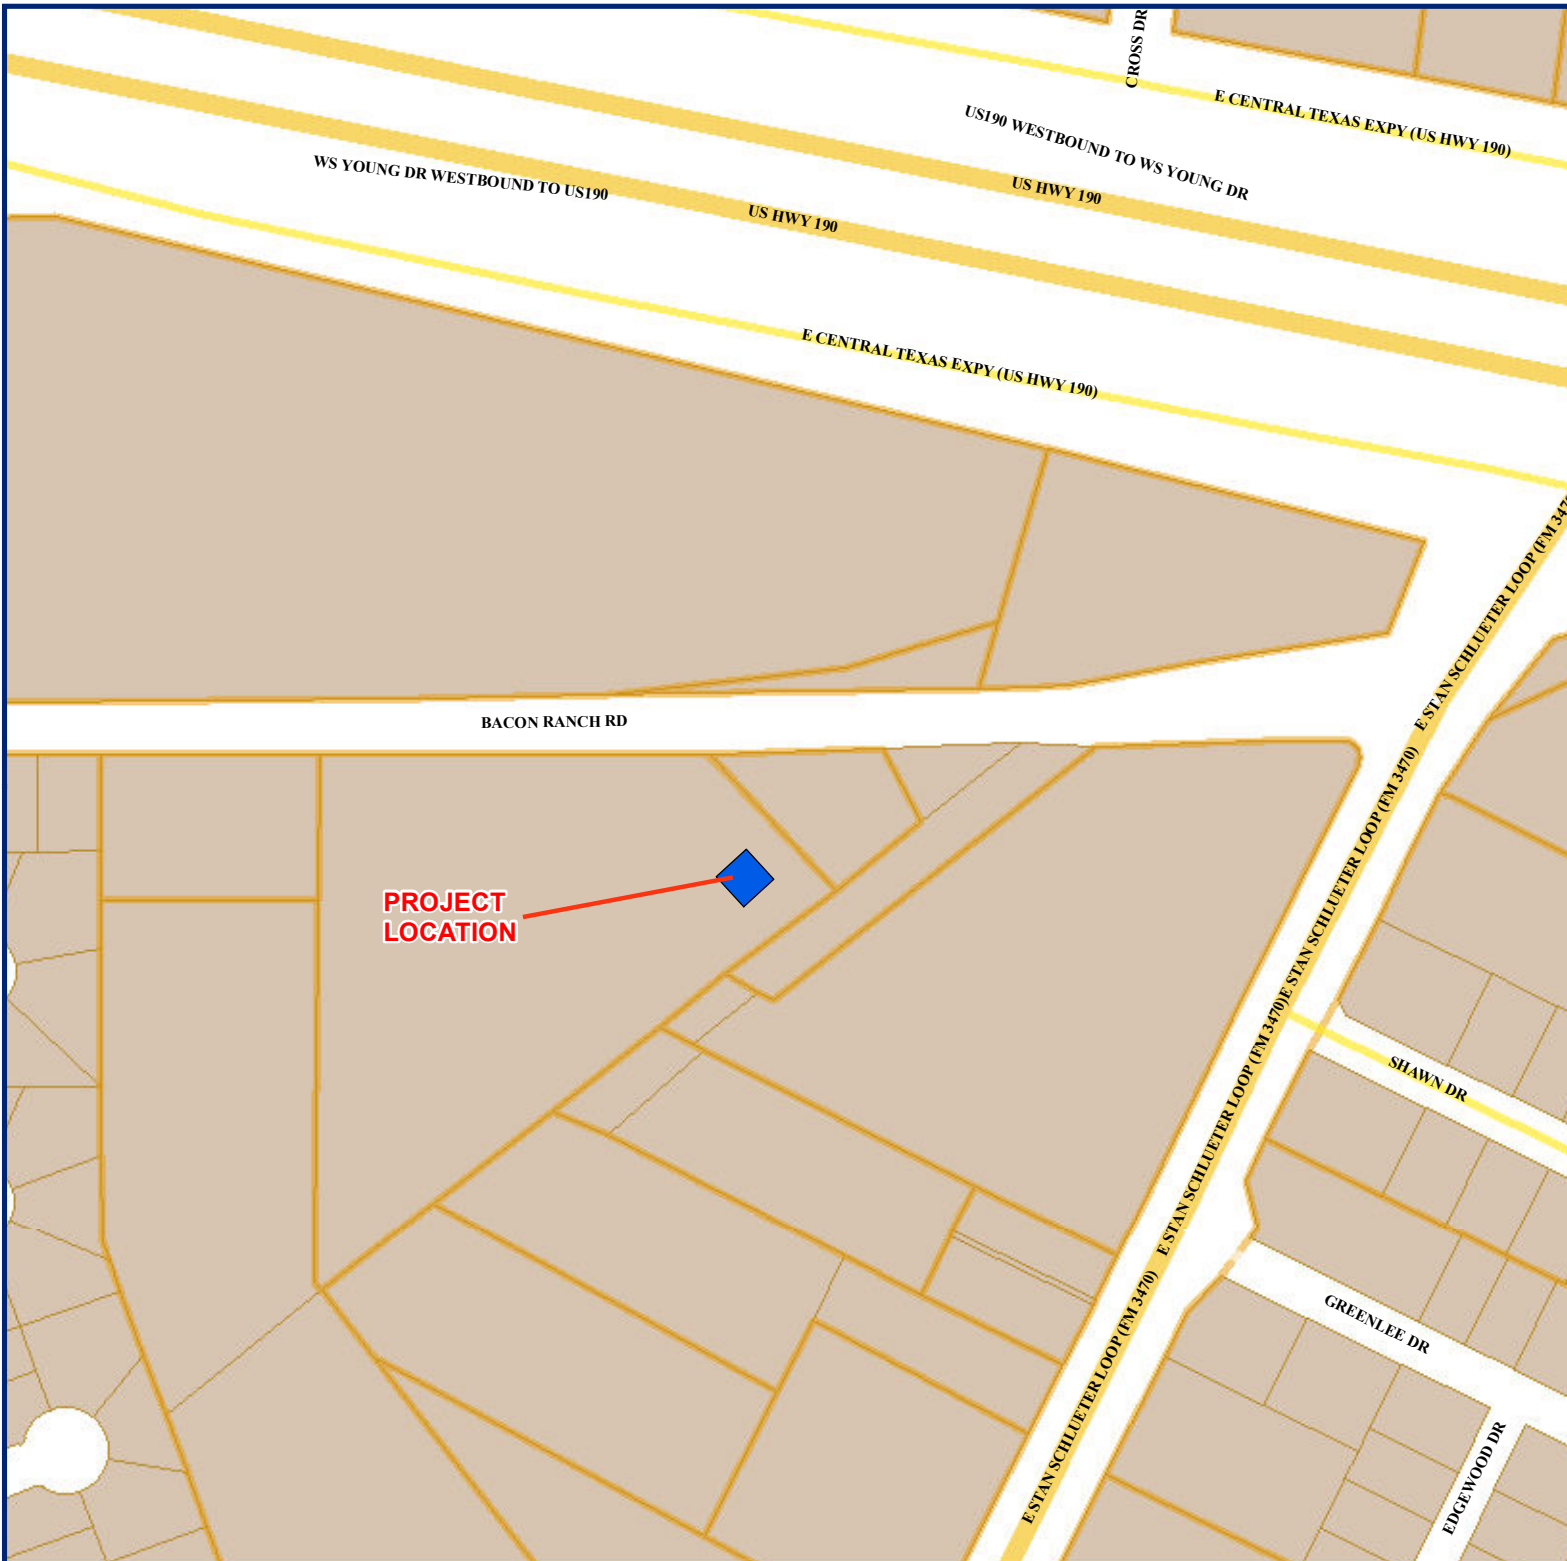 CROSS DR
E CENTRAL TEXAS EXPY (US HWY 190)
US190 WESTBOUND TO WS YOUNG DR
WS YOUNG DR WESTBOUND TO US190
US HWY 190
US HWY 190
E CENTRAL TEXAS EXPY (US HWY 190)
E STAN SCHLUETER LOOP (FM 347
BACON RANCH RD
E STAN SCHLUETER LOOP (FM 3470)
PROJECT
LOCATION
E STAN SCHLUETER LOOP (FM 3470)
SHAWN DR
E STAN SCHLUETER LOOP (FM 3470)
GREENLEE DR
EDGEWOOD DR